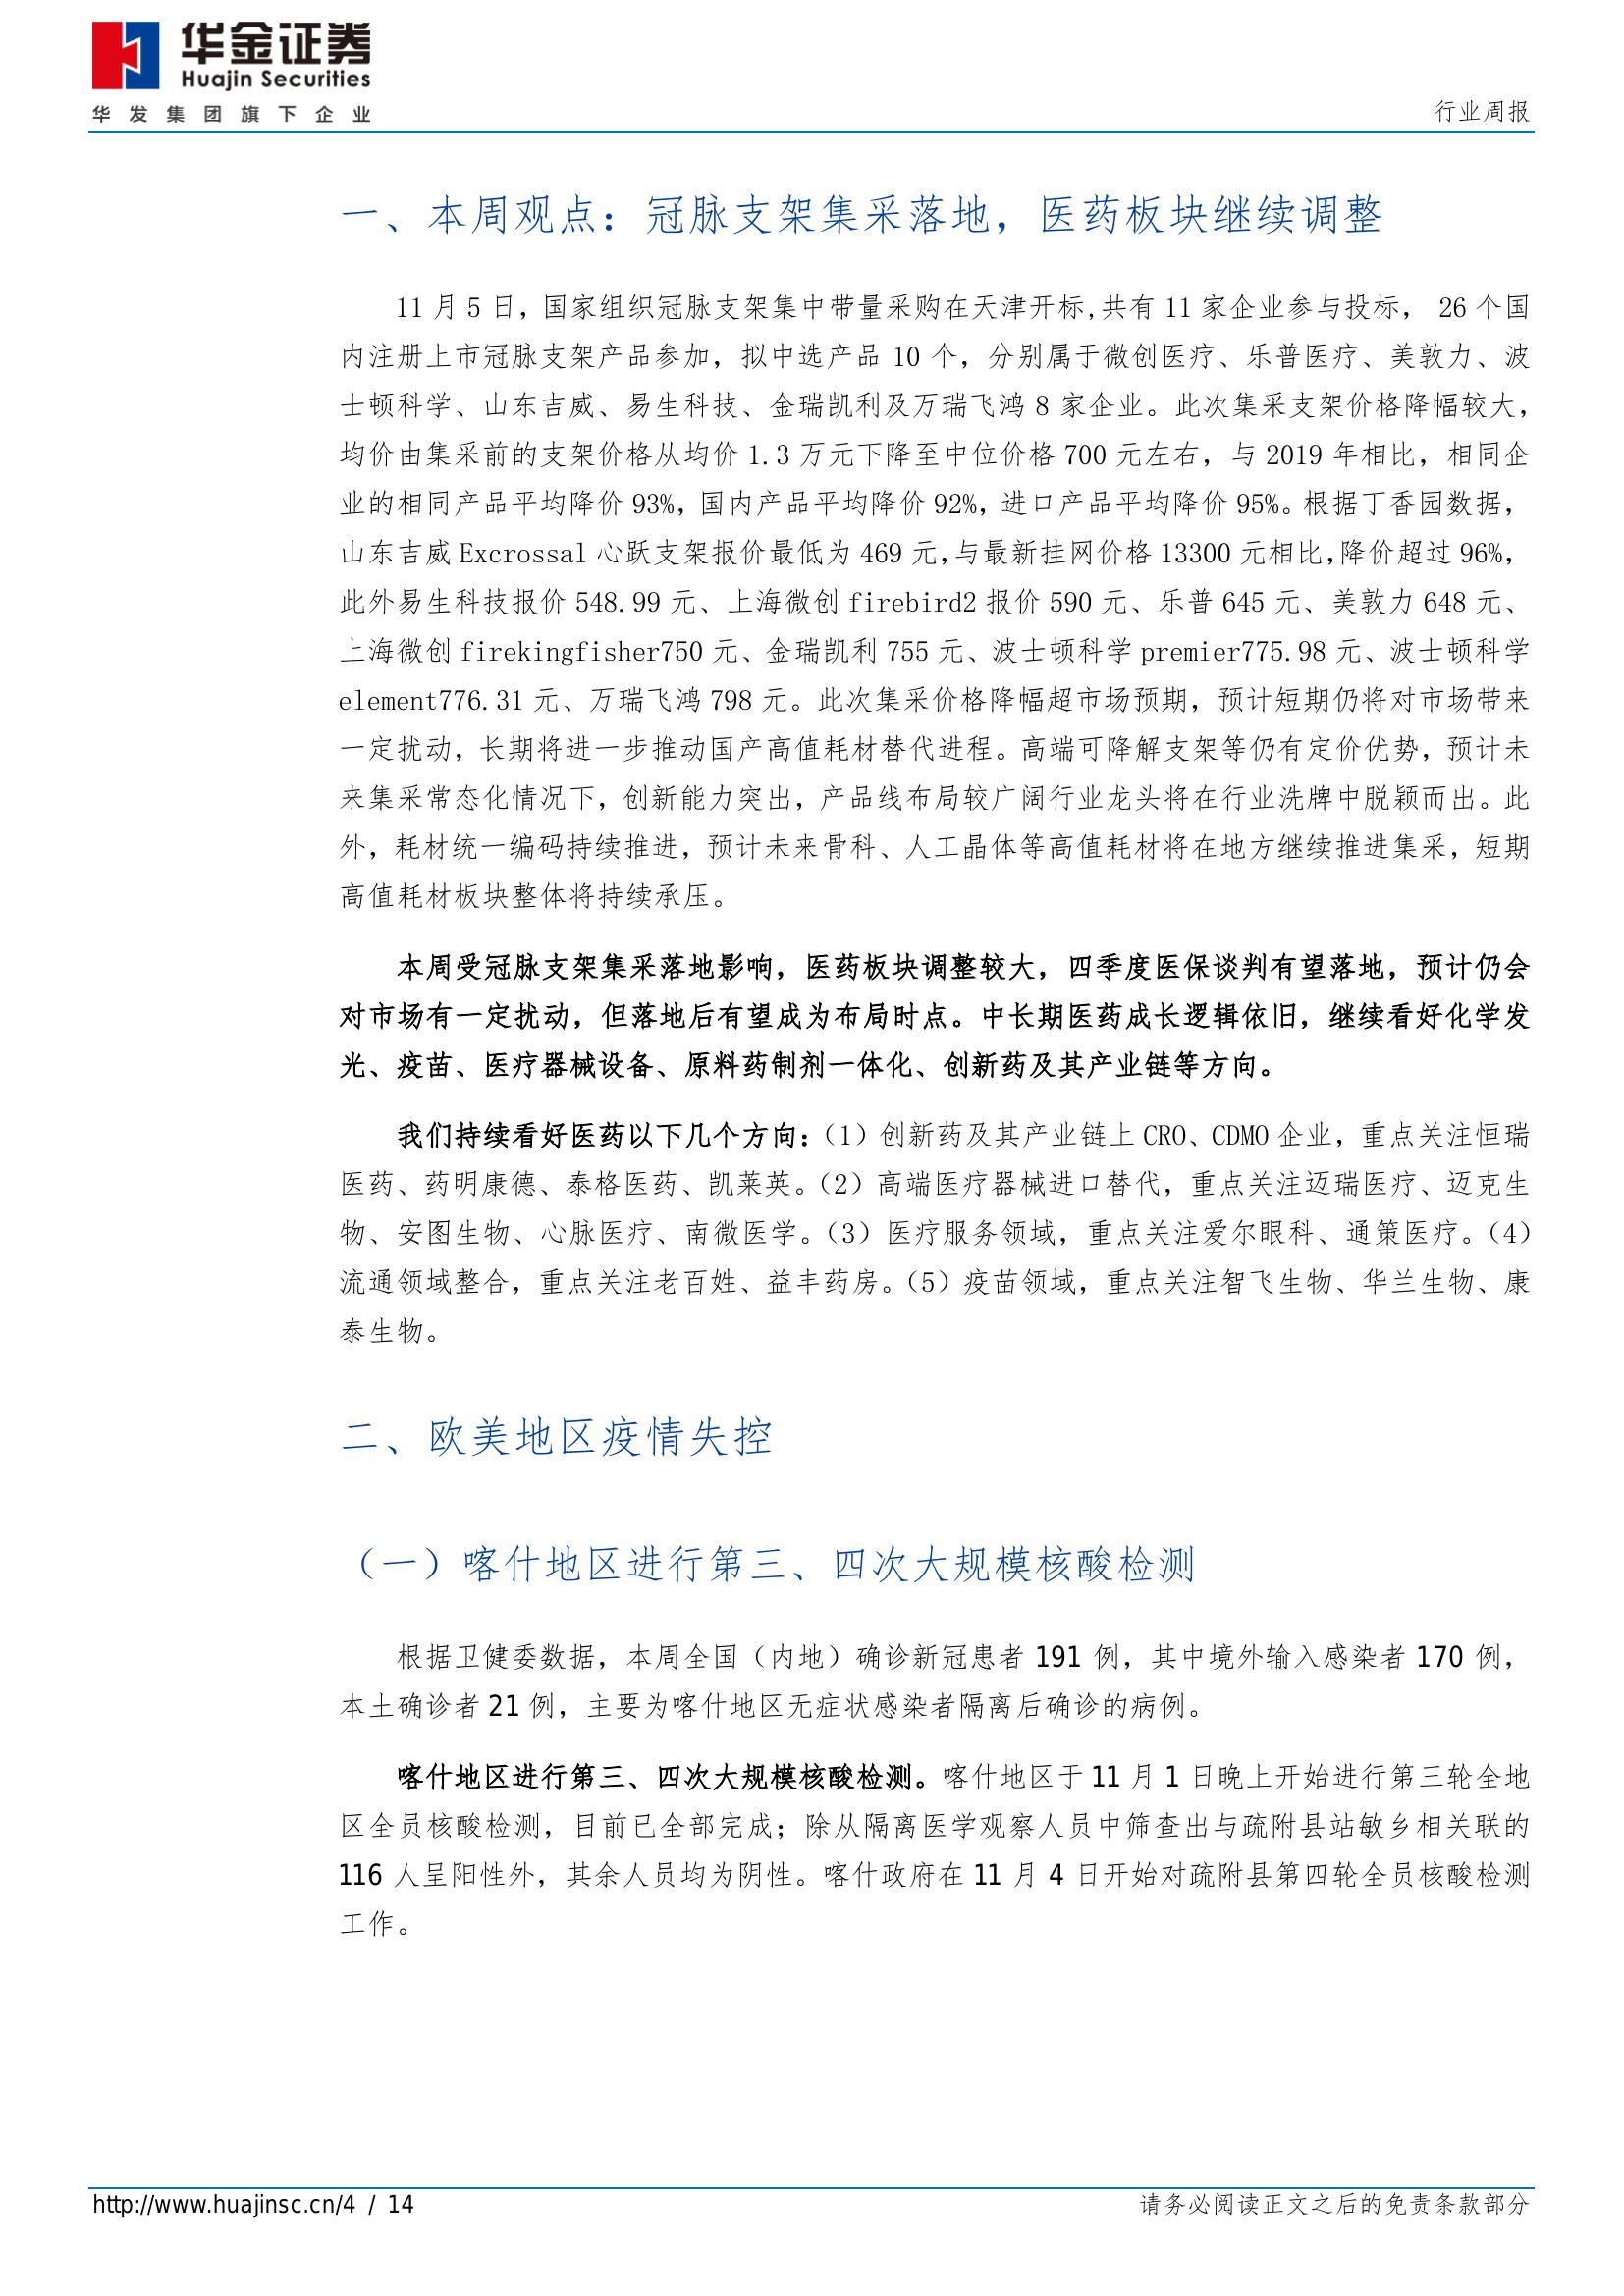 华金证券
Huajin Securities
华发集团旗下企业
行业周报
一、本周观点：冠脉支架集采落地，医药板块继续调整
11 月 5 日，国家组织冠脉支架集中带量采购在天津开标,共有 11 家企业参与投标， 26 个国
内注册上市冠脉支架产品参加，拟中选产品 10 个，分别属于微创医疗、乐普医疗、美敦力、波
士顿科学、山东吉威、易生科技、金瑞凯利及万瑞飞鸿 8 家企业。此次集采支架价格降幅较大，
均价由集采前的支架价格从均价 1.3 万元下降至中位价格 700 元左右，与 2019 年相比，相同企
业的相同产品平均降价 93%，国内产品平均降价 92%，进口产品平均降价 95%。根据丁香园数据，
山东吉威 Excrossal 心跃支架报价最低为 469 元，与最新挂网价格 13300 元相比，降价超过 96%，
此外易生科技报价 548.99 元、上海微创 firebird2 报价 590 元、乐普 645 元、美敦力 648 元、
上海微创 firekingfisher750 元、金瑞凯利 755 元、波士顿科学 premier775.98 元、波士顿科学
element776.31 元、万瑞飞鸿 798 元。此次集采价格降幅超市场预期，预计短期仍将对市场带来
一定扰动，长期将进一步推动国产高值耗材替代进程。高端可降解支架等仍有定价优势，预计未
来集采常态化情况下，创新能力突出，产品线布局较广阔行业龙头将在行业洗牌中脱颖而出。此
外，耗材统一编码持续推进，预计未来骨科、人工晶体等高值耗材将在地方继续推进集采，短期
高值耗材板块整体将持续承压。
本周受冠脉支架集采落地影响，医药板块调整较大，四季度医保谈判有望落地，预计仍会
对市场有一定扰动，但落地后有望成为布局时点。中长期医药成长逻辑依旧，继续看好化学发
光、疫苗、医疗器械设备、原料药制剂一体化、创新药及其产业链等方向。
我们持续看好医药以下几个方向：（1）创新药及其产业链上 CRO、CDMO 企业，重点关注恒瑞
医药、药明康德、泰格医药、凯莱英。（2）高端医疗器械进口替代，重点关注迈瑞医疗、迈克生
物、安图生物、心脉医疗、南微医学。（3）医疗服务领域，重点关注爱尔眼科、通策医疗。（4）
流通领域整合，重点关注老百姓、益丰药房。（5）疫苗领域，重点关注智飞生物、华兰生物、康
泰生物。
二、欧美地区疫情失控
（一）喀什地区进行第三、四次大规模核酸检测
根据卫健委数据，本周全国（内地）确诊新冠患者 191 例，其中境外输入感染者 170 例，
本土确诊者 21 例，主要为喀什地区无症状感染者隔离后确诊的病例。
喀什地区进行第三、四次大规模核酸检测。喀什地区于 11 月 1 日晚上开始进行第三轮全地
区全员核酸检测，目前已全部完成；除从隔离医学观察人员中筛查出与疏附县站敏乡相关联的
116 人呈阳性外，其余人员均为阴性。喀什政府在 11 月 4 日开始对疏附县第四轮全员核酸检测
工作。
http://www.huajinsc.cn/4 / 14
请务必阅读正文之后的免责条款部分